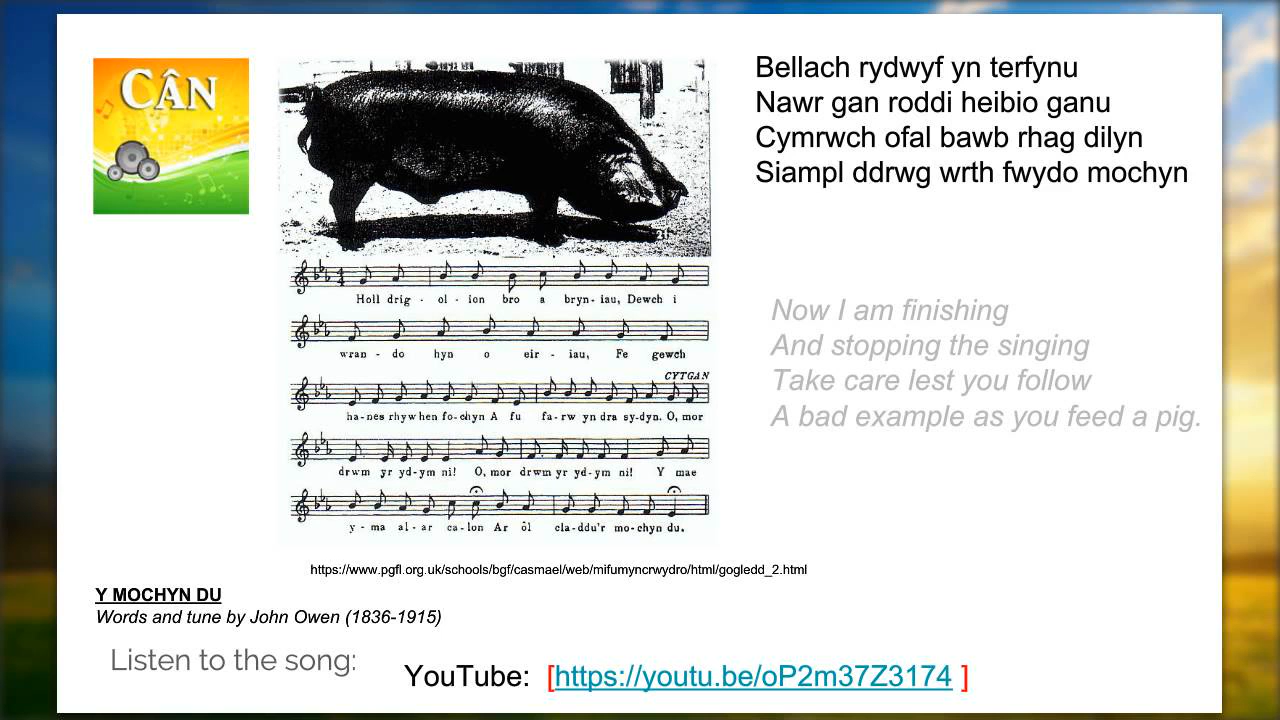 CÂN
Bellach rydwyf yn terfynu
Nawr gan roddi heibio ganu
Cymrwch ofal bawb rhag dilyn
Siampl ddrwg wrth fwydo mochyn
Now I am finishing
And stopping the singing
Take care lest you follow
A bad example as you feed a pig.
Holl drig - ol - ion bro a bryn - iau, Dewch i
wran - do hyn o eir - iau, Fe gewch
CYTGAN
ha - nes rhyw hen fo - chyn A fu fa - rw yn dra sy - dyn. O, mor
drwm yr yd - ym ni! O, mor drwm yr yd - ym ni! Y mae
y - ma al - ar ca - lon Ar ôl cla - ddu'r mo - chyn du.
https://www.pgfl.org.uk/schools/bgf/casmael/web/mifumyncrwydro/html/gogledd_2.html
Y MOCHYN DU
Words and tune by John Owen (1836-1915)
Listen to the song:
YouTube: [https://youtu.be/oP2m37Z3174 ]